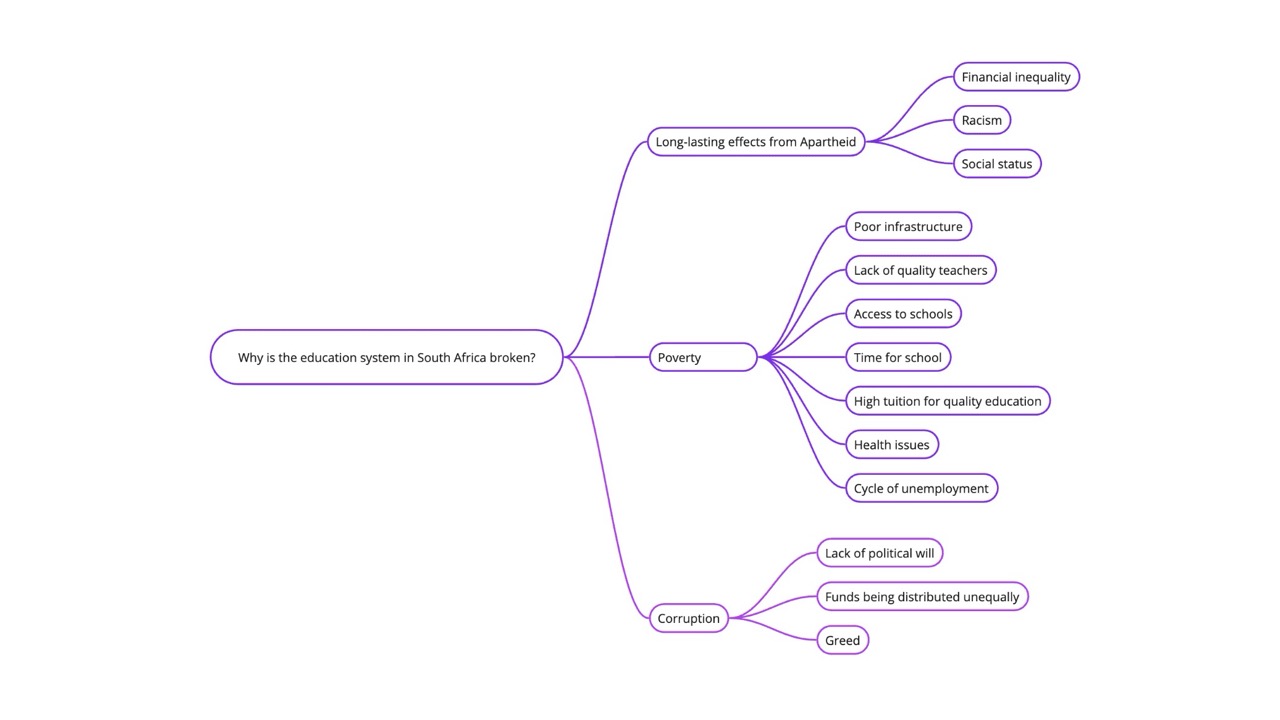 Why is the education system in South Africa broken?
Long-lasting effects from Apartheid
Financial inequality
Racism
Social status
Poverty
Poor infrastructure
Lack of quality teachers
Access to schools
Time for school
High tuition for quality education
Health issues
Cycle of unemployment
Corruption
Lack of political will
Funds being distributed unequally
Greed